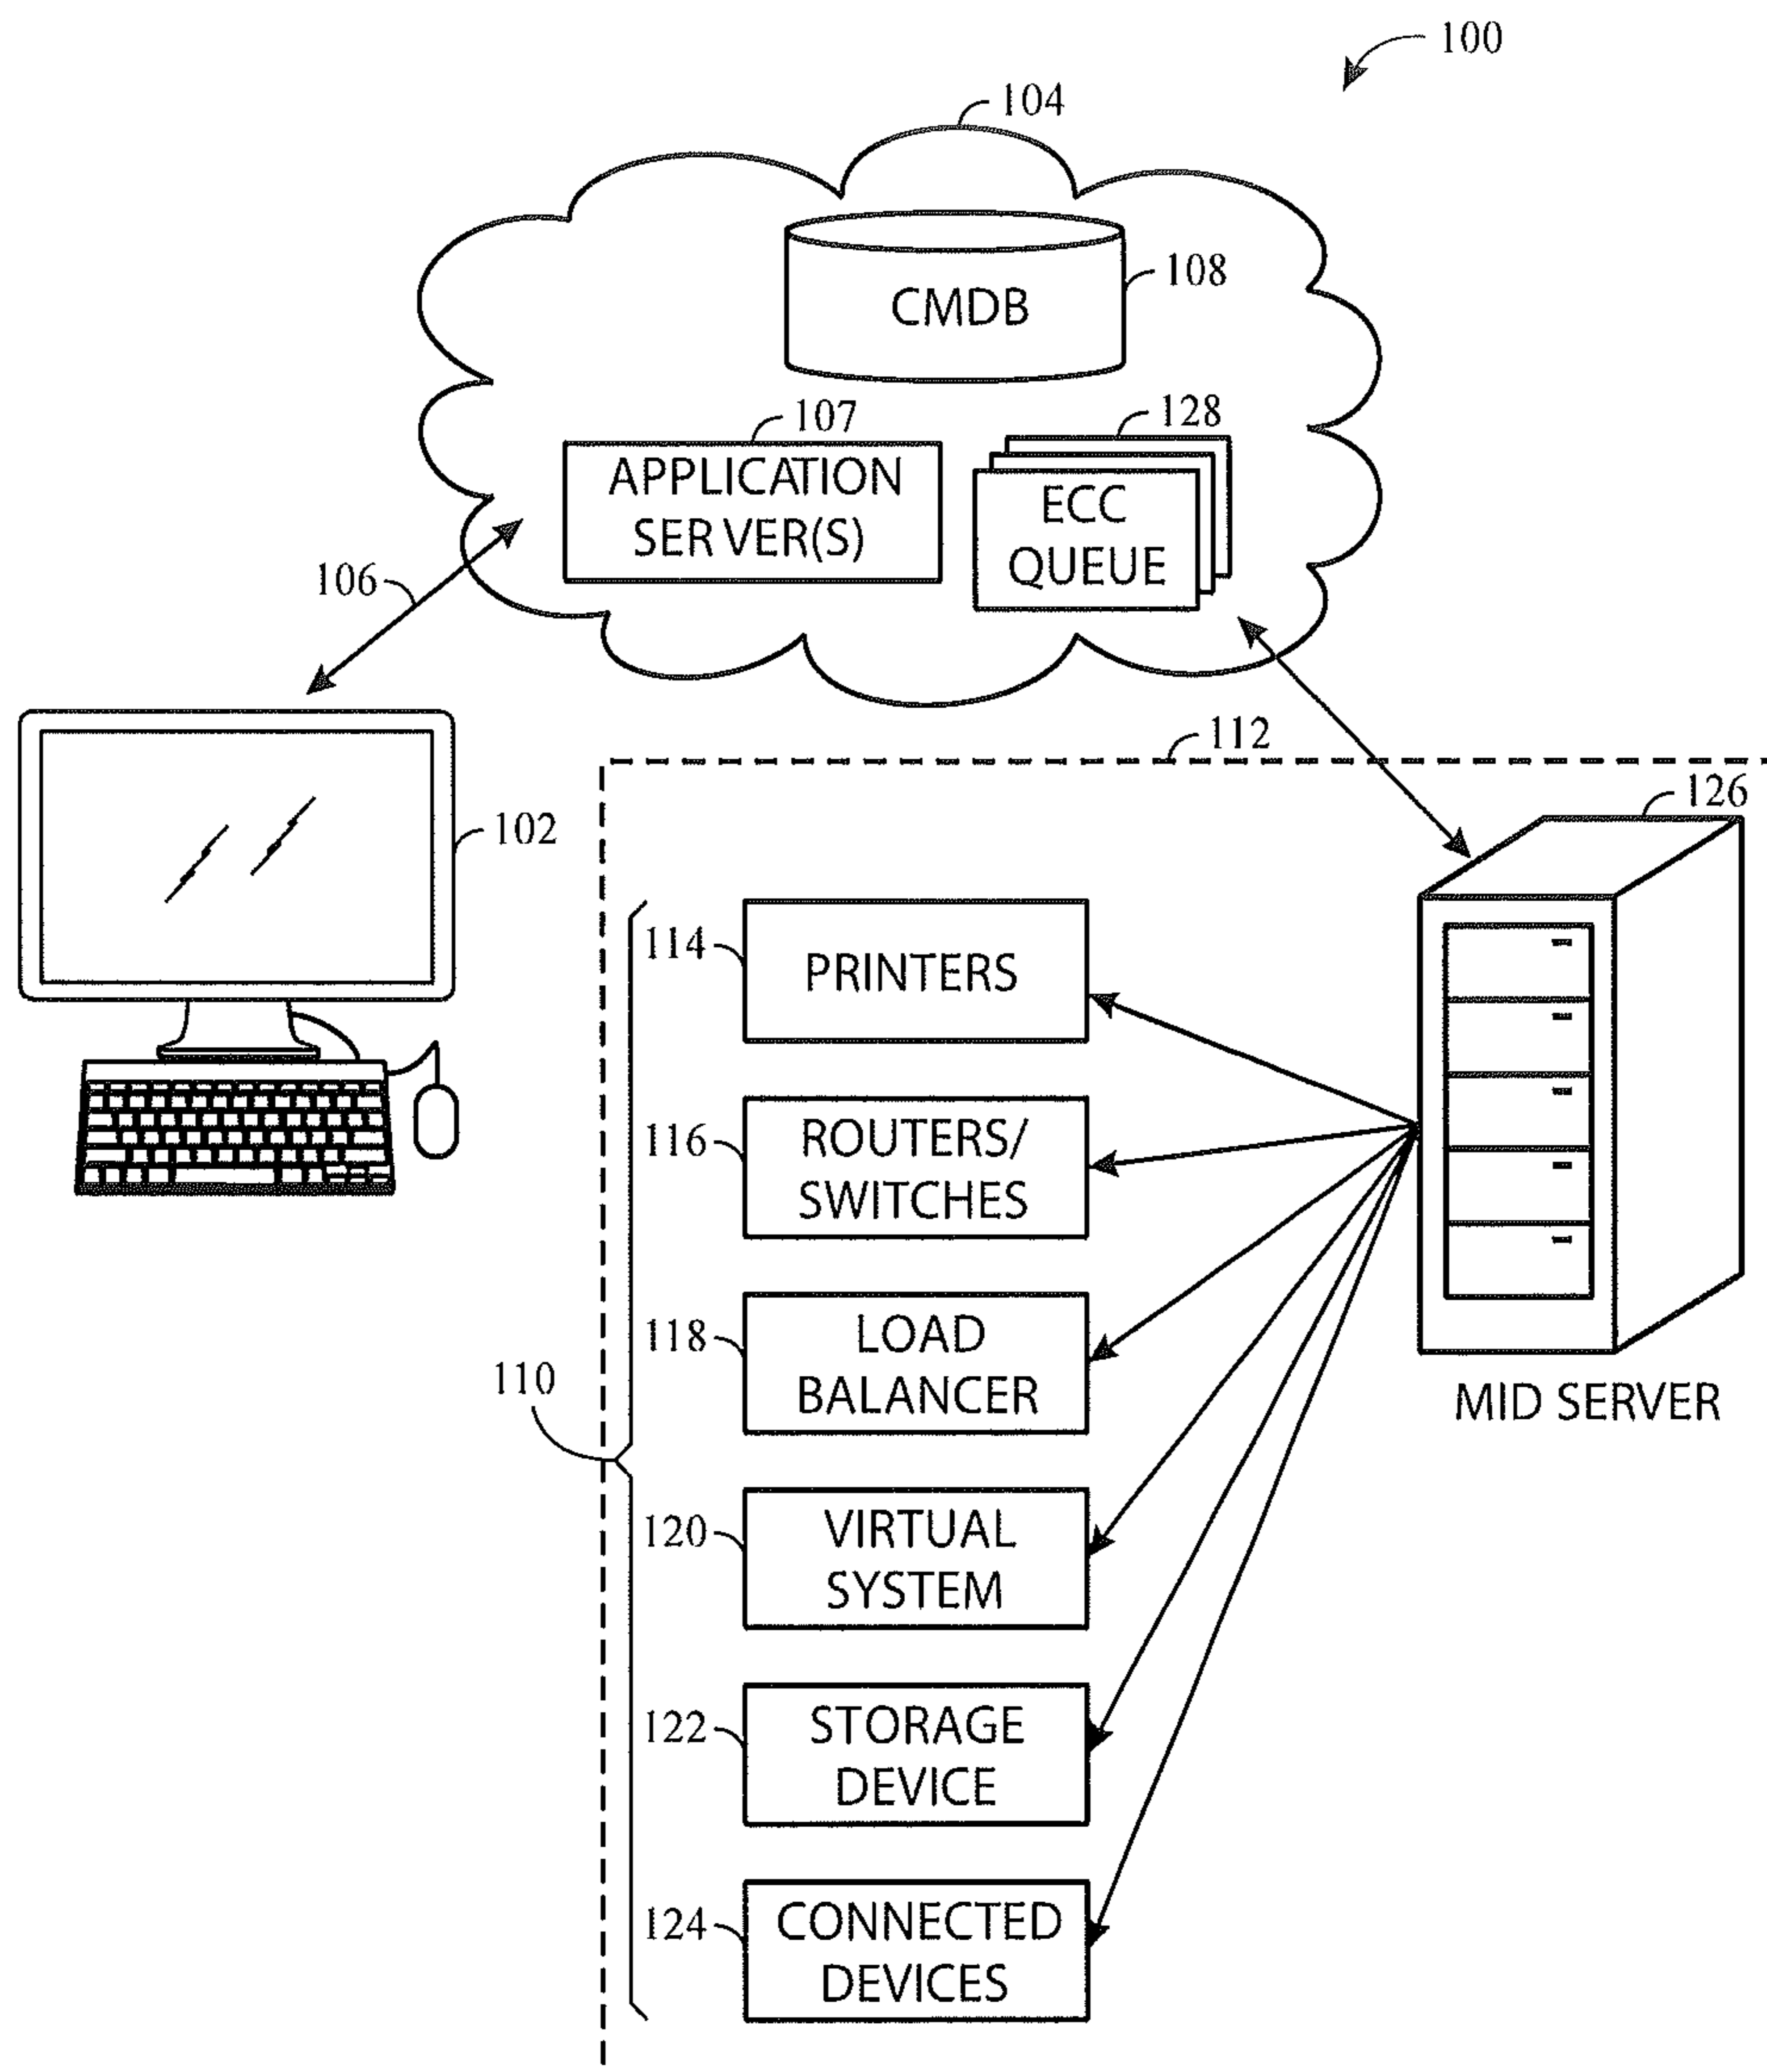 100
104
CMDB
108
107
128
APPLICATION
SERVER(S)
ECC
QUEUE
106
112
126
102
114
PRINTERS
116
ROUTERS/
SWITCHES
118
LOAD
BALANCER
MID SERVER
110
120
VIRTUAL
SYSTEM
122
STORAGE
DEVICE
124
CONNECTED
DEVICES